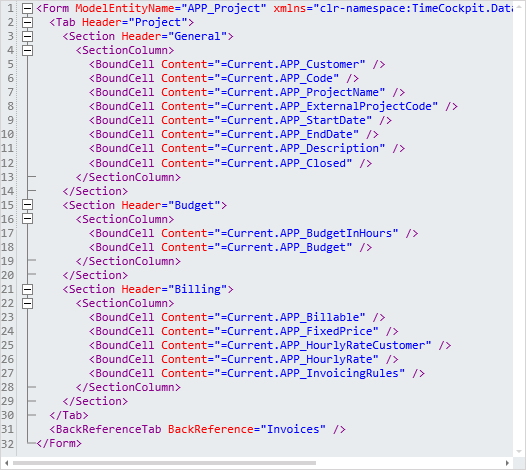 1 <Form ModelEntityName="APP_Project" xmlns="clr-namespace:TimeCockpit.Data
2 <Tab Header="Project">
3 <Section Header="General">
4 <SectionColumn>
5 <BoundCell Content="=Current.APP_Customer" />
6 <BoundCell Content="=Current.APP_Code" />
7 <BoundCell Content="=Current.APP_ProjectName" />
8 <BoundCell Content="=Current.APP_ExternalProjectCode" />
9 <BoundCell Content="=Current.APP_StartDate" />
10 <BoundCell Content="=Current.APP_EndDate" />
11 <BoundCell Content="=Current.APP_Description" />
12 <BoundCell Content="=Current.APP_Closed" />
13 </SectionColumn>
14 </Section>
15 <Section Header="Budget">
16 <SectionColumn>
17 <BoundCell Content="=Current.APP_BudgetInHours" />
18 <BoundCell Content="=Current.APP_Budget" />
19 </SectionColumn>
20 </Section>
21 <Section Header="Billing">
22 <SectionColumn>
23 <BoundCell Content="=Current.APP_Billable" />
24 <BoundCell Content="=Current.APP_FixedPrice" />
25 <BoundCell Content="=Current.APP_HourlyRateCustomer" />
26 <BoundCell Content="=Current.APP_HourlyRate" />
27 <BoundCell Content="=Current.APP_InvoicingRules" />
28 </SectionColumn>
29 </Section>
30 </Tab>
31 <BackReferenceTab BackReference="Invoices" />
32 </Form>